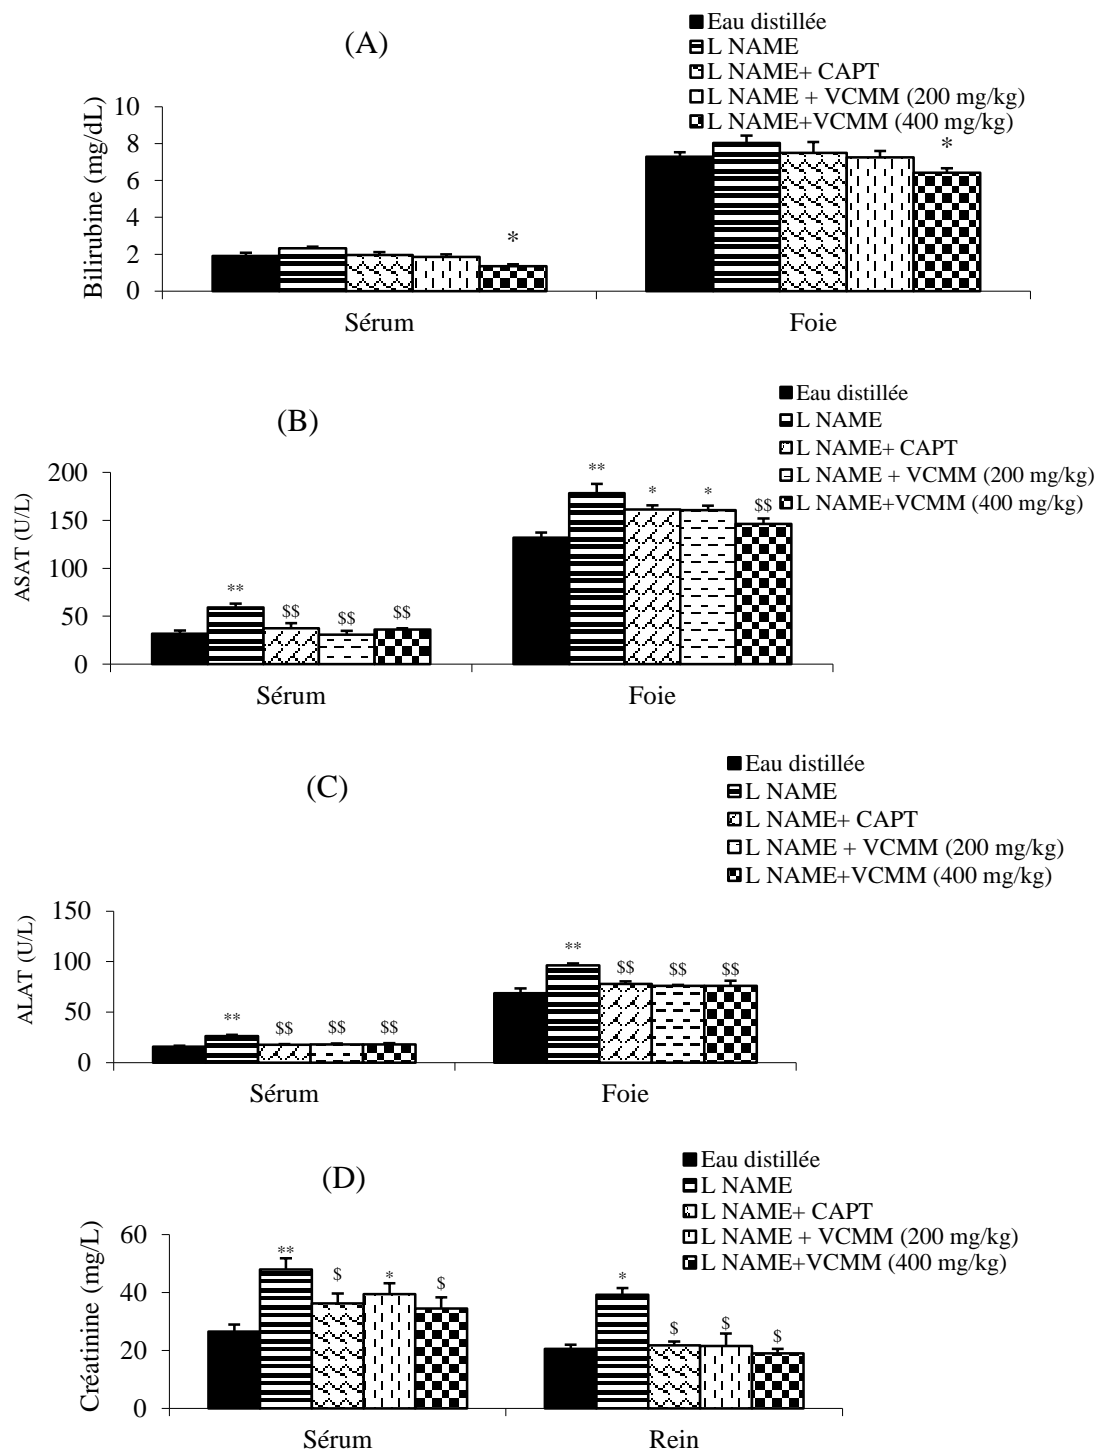 (A)
Eau distillée
L NAME
L NAME+ CAPT
L NAME + VCMM (200 mg/kg)
L NAME+VCMM (400 mg/kg)
Bilirubine (mg/dL)
10
8
6
4
2
0
*
*
Sérum
Foie
(B)
Eau distillée
L NAME
L NAME+ CAPT
L NAME + VCMM (200 mg/kg)
L NAME+VCMM (400 mg/kg)
ASAT (U/L)
200
150
100
50
0
**
$$
$$
$$
**
*
*
$$
Sérum
Foie
(C)
Eau distillée
L NAME
L NAME+ CAPT
L NAME + VCMM (200 mg/kg)
L NAME+VCMM (400 mg/kg)
ALAT (U/L)
150
100
50
0
**
$$
$$
$$
**
$$
$$
$$
Sérum
Foie
(D)
Eau distillée
L NAME
L NAME+ CAPT
L NAME + VCMM (200 mg/kg)
L NAME+VCMM (400 mg/kg)
Créatinine (mg/L)
60
40
20
0
**
$
*
$
*
$
$
$
Sérum
Rein